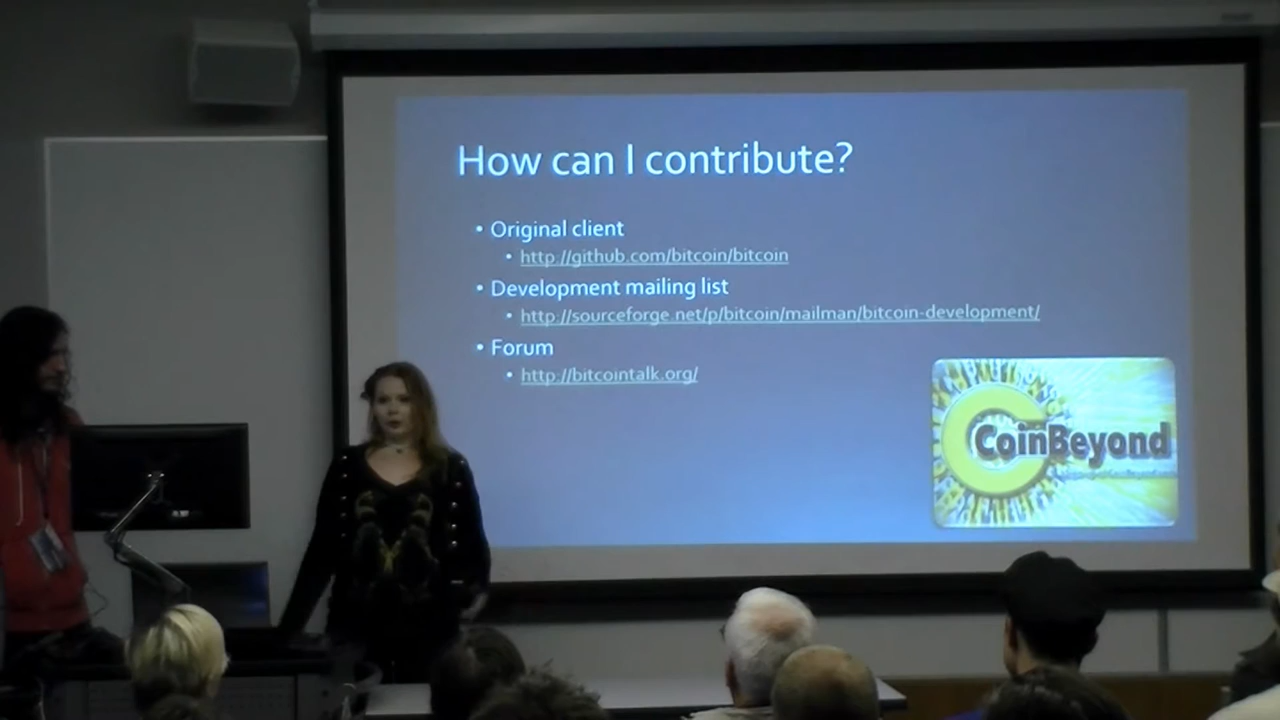 How can I contribute?
• Original client
• http://github.com/bitcoin/bitcoin
• Development mailing list
• http://sourceforge.net/p/bitcoin/mailman/bitcoin-development/
• Forum
• http://bitcointalk.org/
CoinBeyond